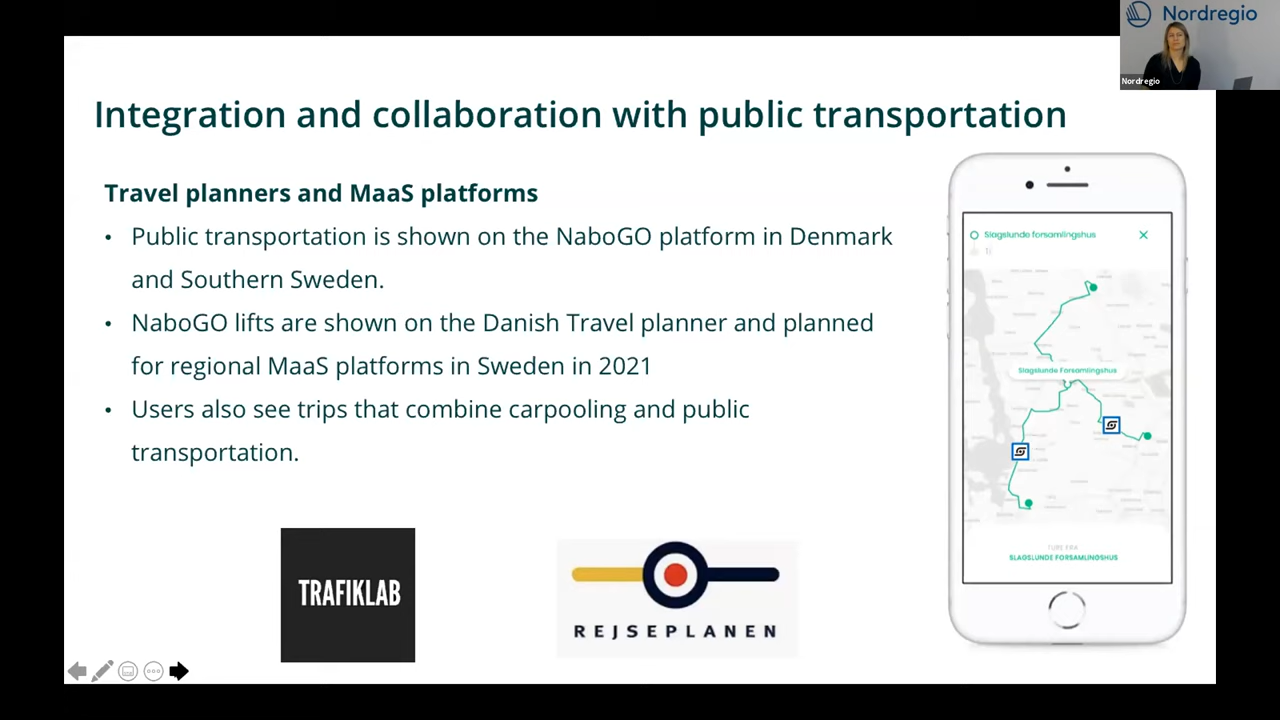 Nordregio
Nordregio
Integration and collaboration with public transportation
Travel planners and MaaS platforms
• Public transportation is shown on the NaboGO platform in Denmark
and Southern Sweden.
• NaboGO lifts are shown on the Danish Travel planner and planned
for regional MaaS platforms in Sweden in 2021
• Users also see trips that combine carpooling and public
transportation.
Slagslunde forsamlingshus
Slagslunde Forsamlingshus
TURE FRA
SLAGSLUNDE FORSAMLINGSHUS
TRAFIKLAB
REJSEPLANEN